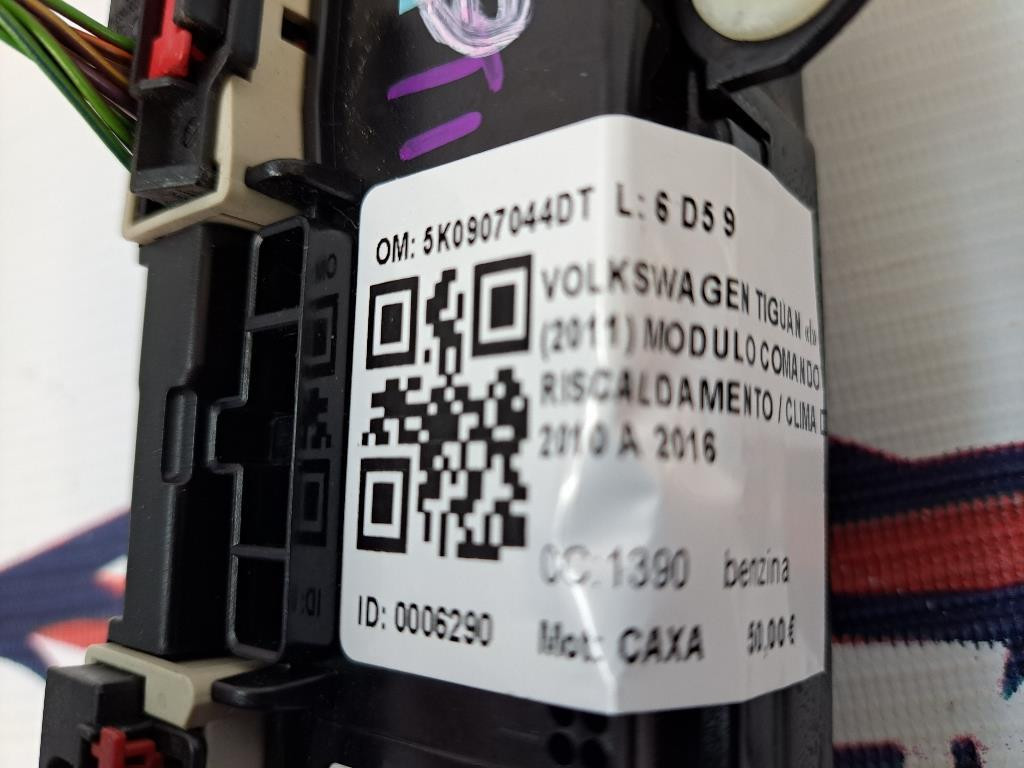 OM: 5K0907044DT L: 6 D5 9
VOLKSWAGEN TIGUAN «I»
(2011) MODULO COMANDO
RISCALDAMENTO / CLIMA
2010 A 2016
CC: 1390 benzina
ID: 0006290 Mot: CAXA 50,00 €